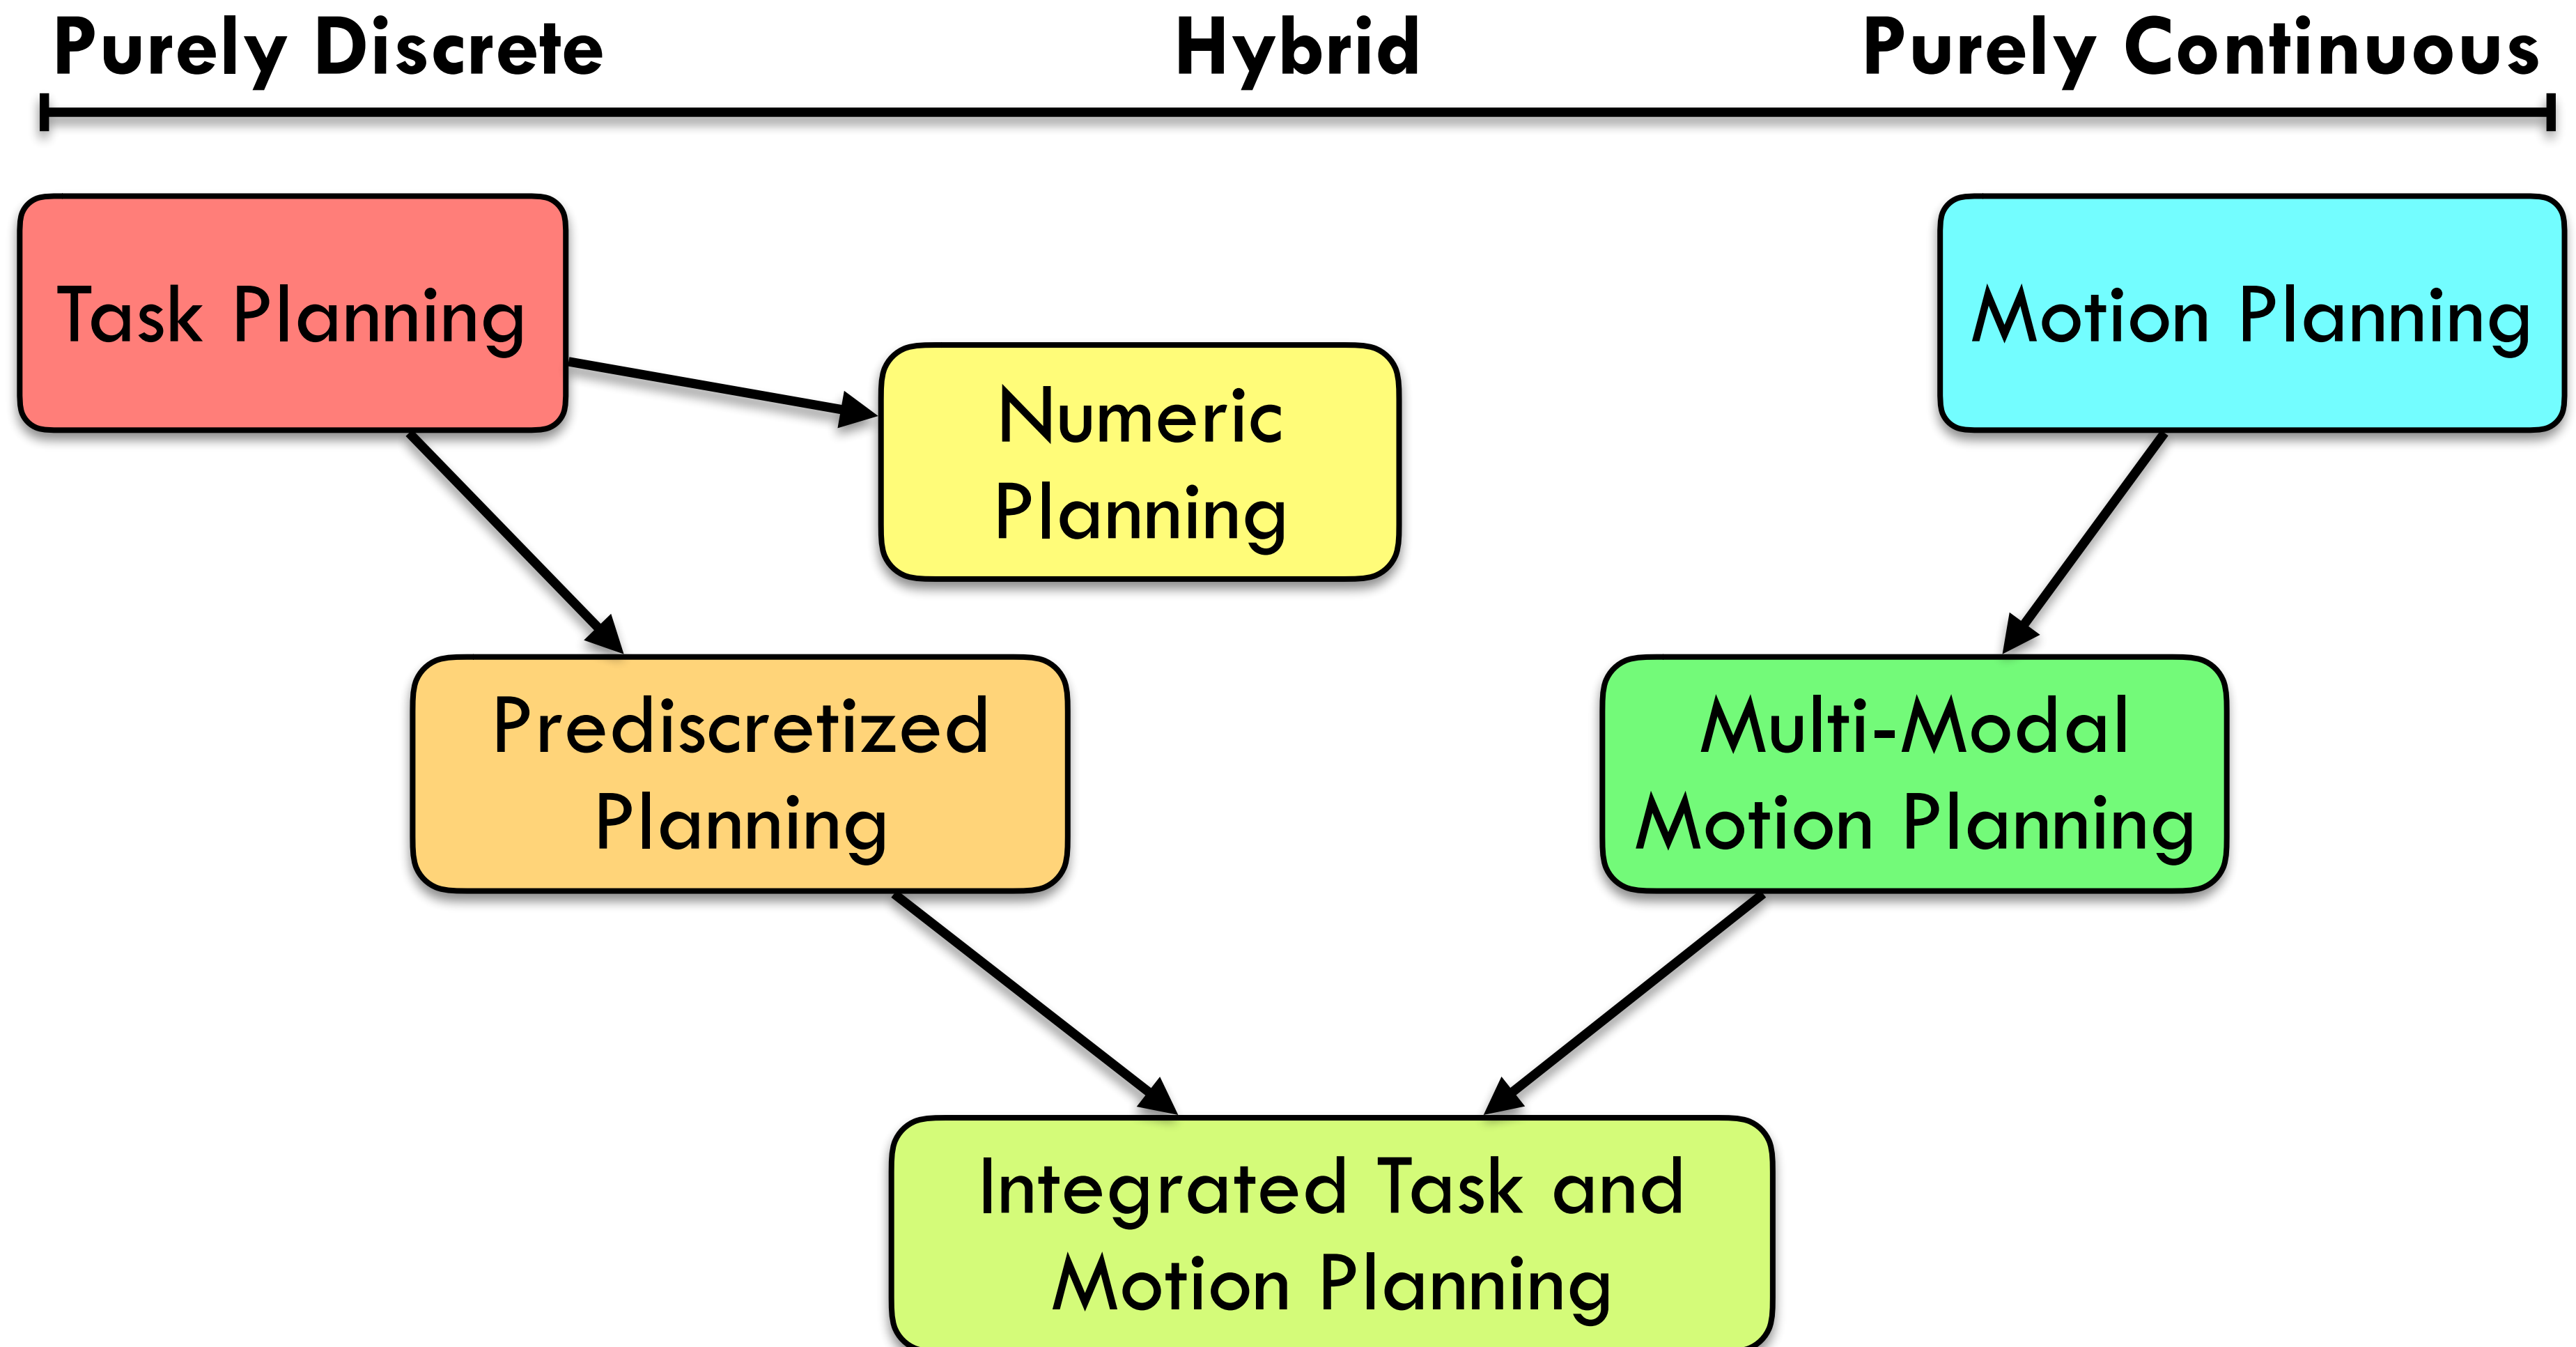 Purely Discrete
Hybrid
Purely Continuous
Task Planning
Motion Planning
Numeric
Planning
Prediscretized
Planning
Multi-Modal
Motion Planning
Integrated Task and
Motion Planning